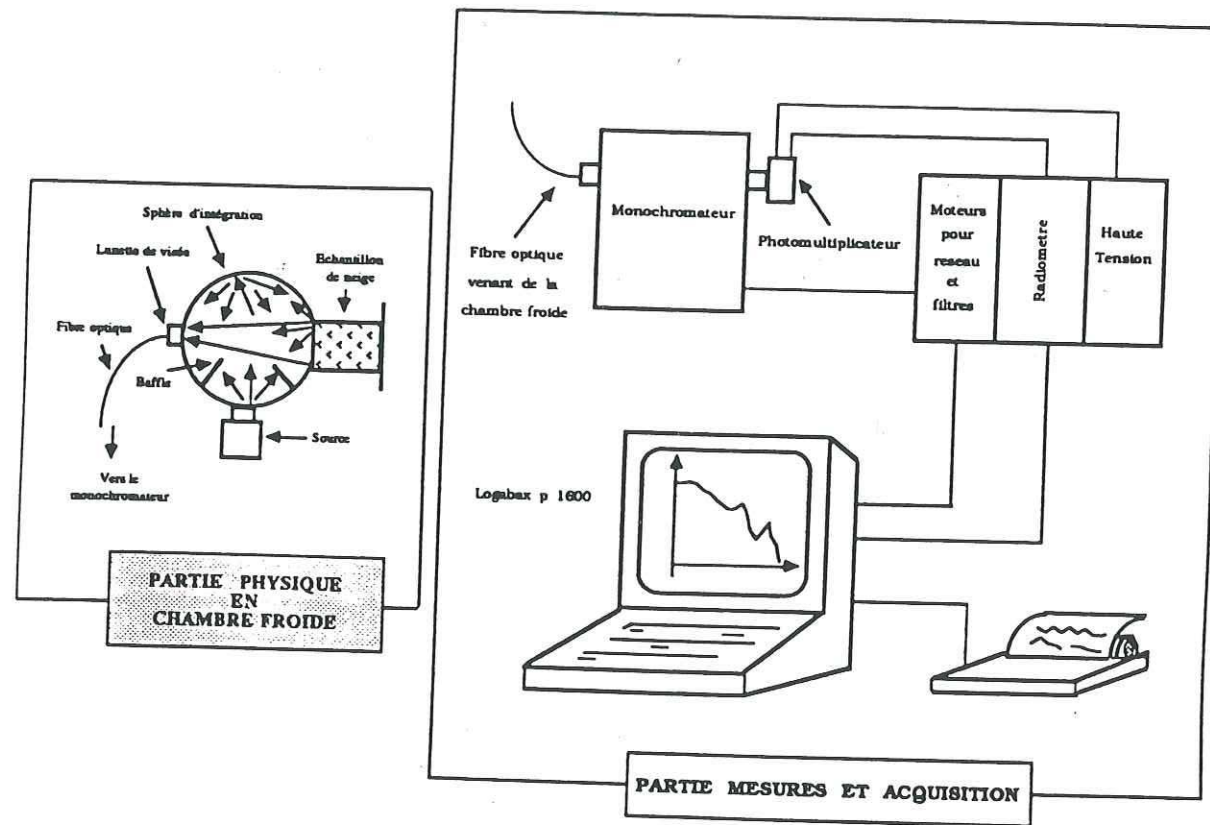 Sphère d'intégration
Lunette de visée
Echantillon
de neige
Fibre optique
Baffle
Source
Vers le
monochromateur
PARTIE PHYSIQUE
EN
CHAMBRE FROIDE
Fibre optique
venant de la
chambre froide
Monochromateur
Photomultiplicateur
Moteurs
pour
reseau
et
filtres
Radiometre
Haute
Tension
Logabax p 1600
PARTIE MESURES ET ACQUISITION